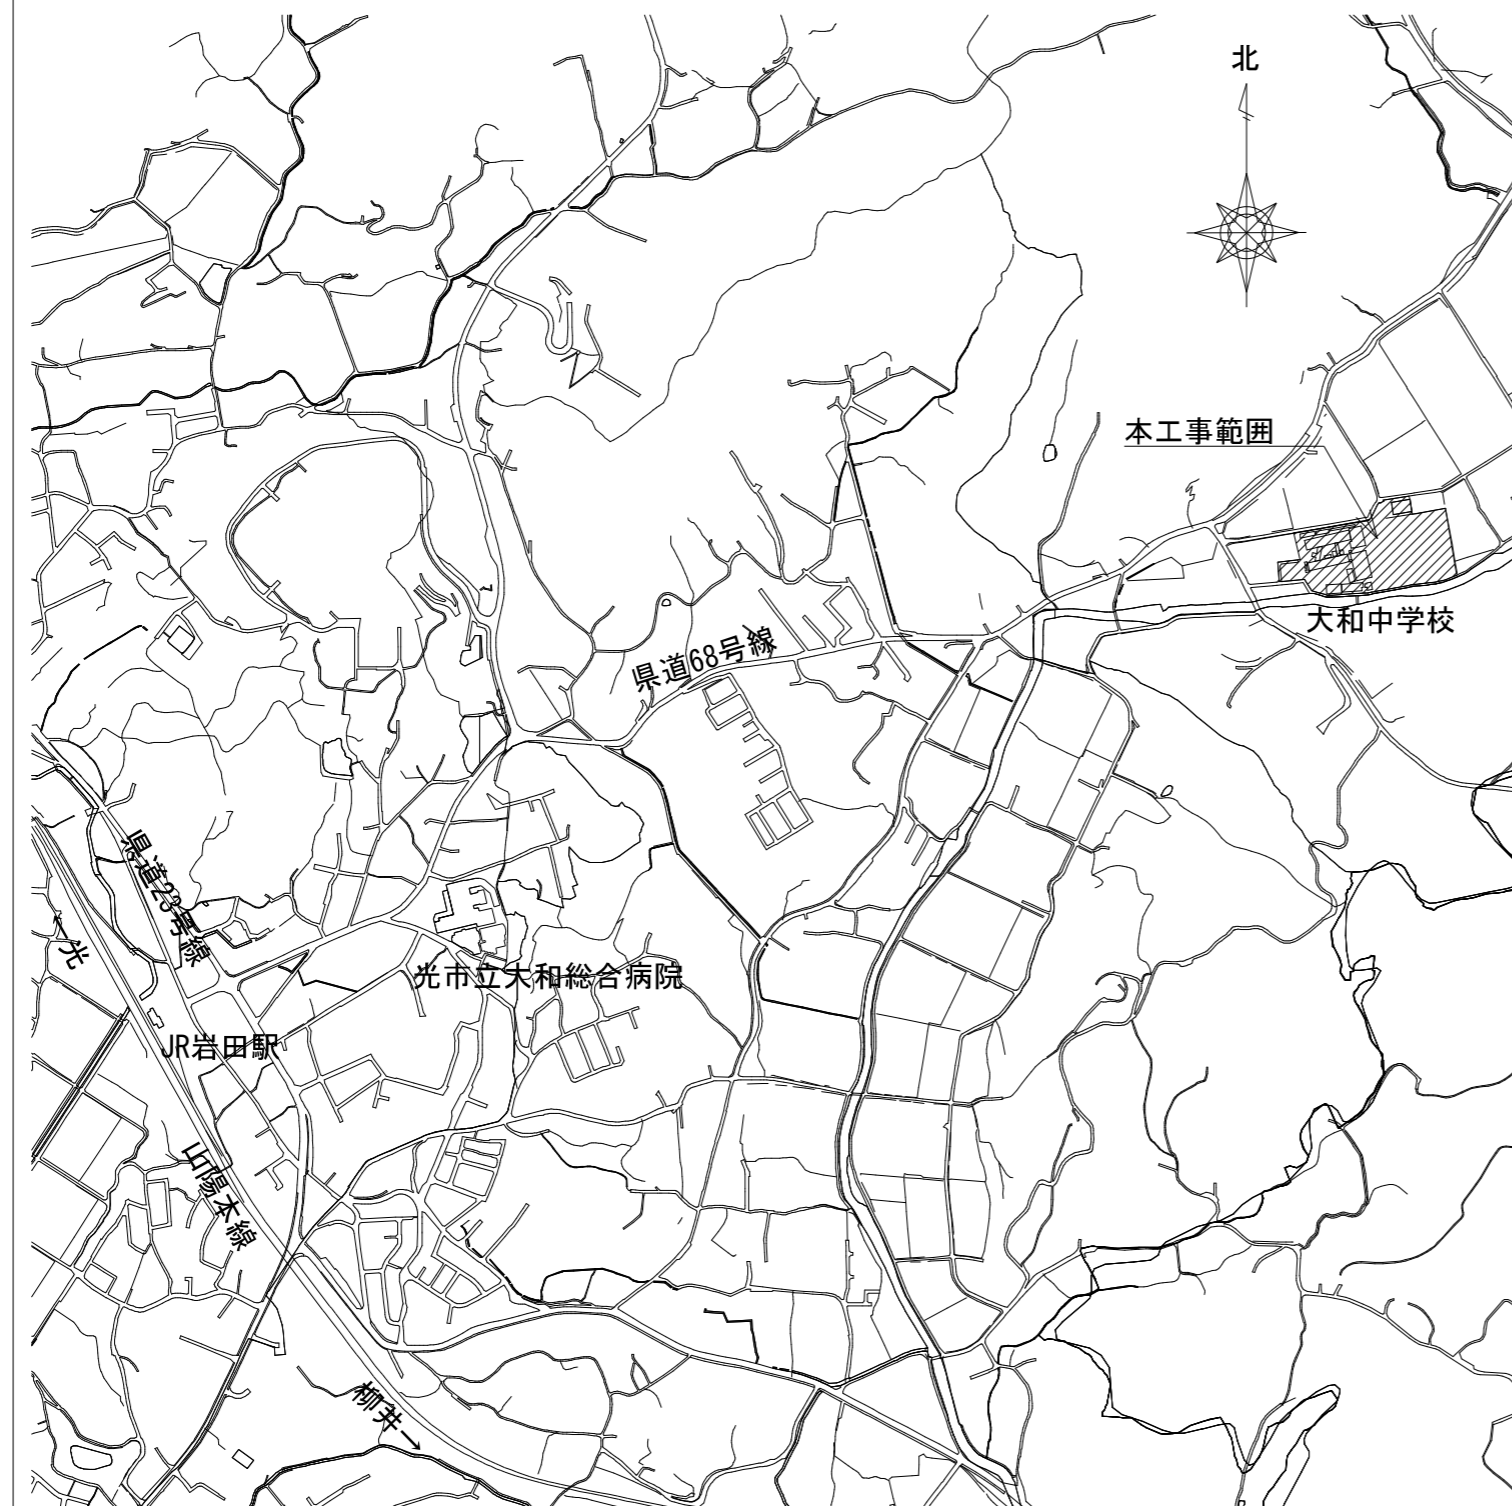 北
本工事範囲
大和中学校
県道68号線
県道23号線
←光
光市立大和総合病院
JR岩田駅
山陽本線
柳井→